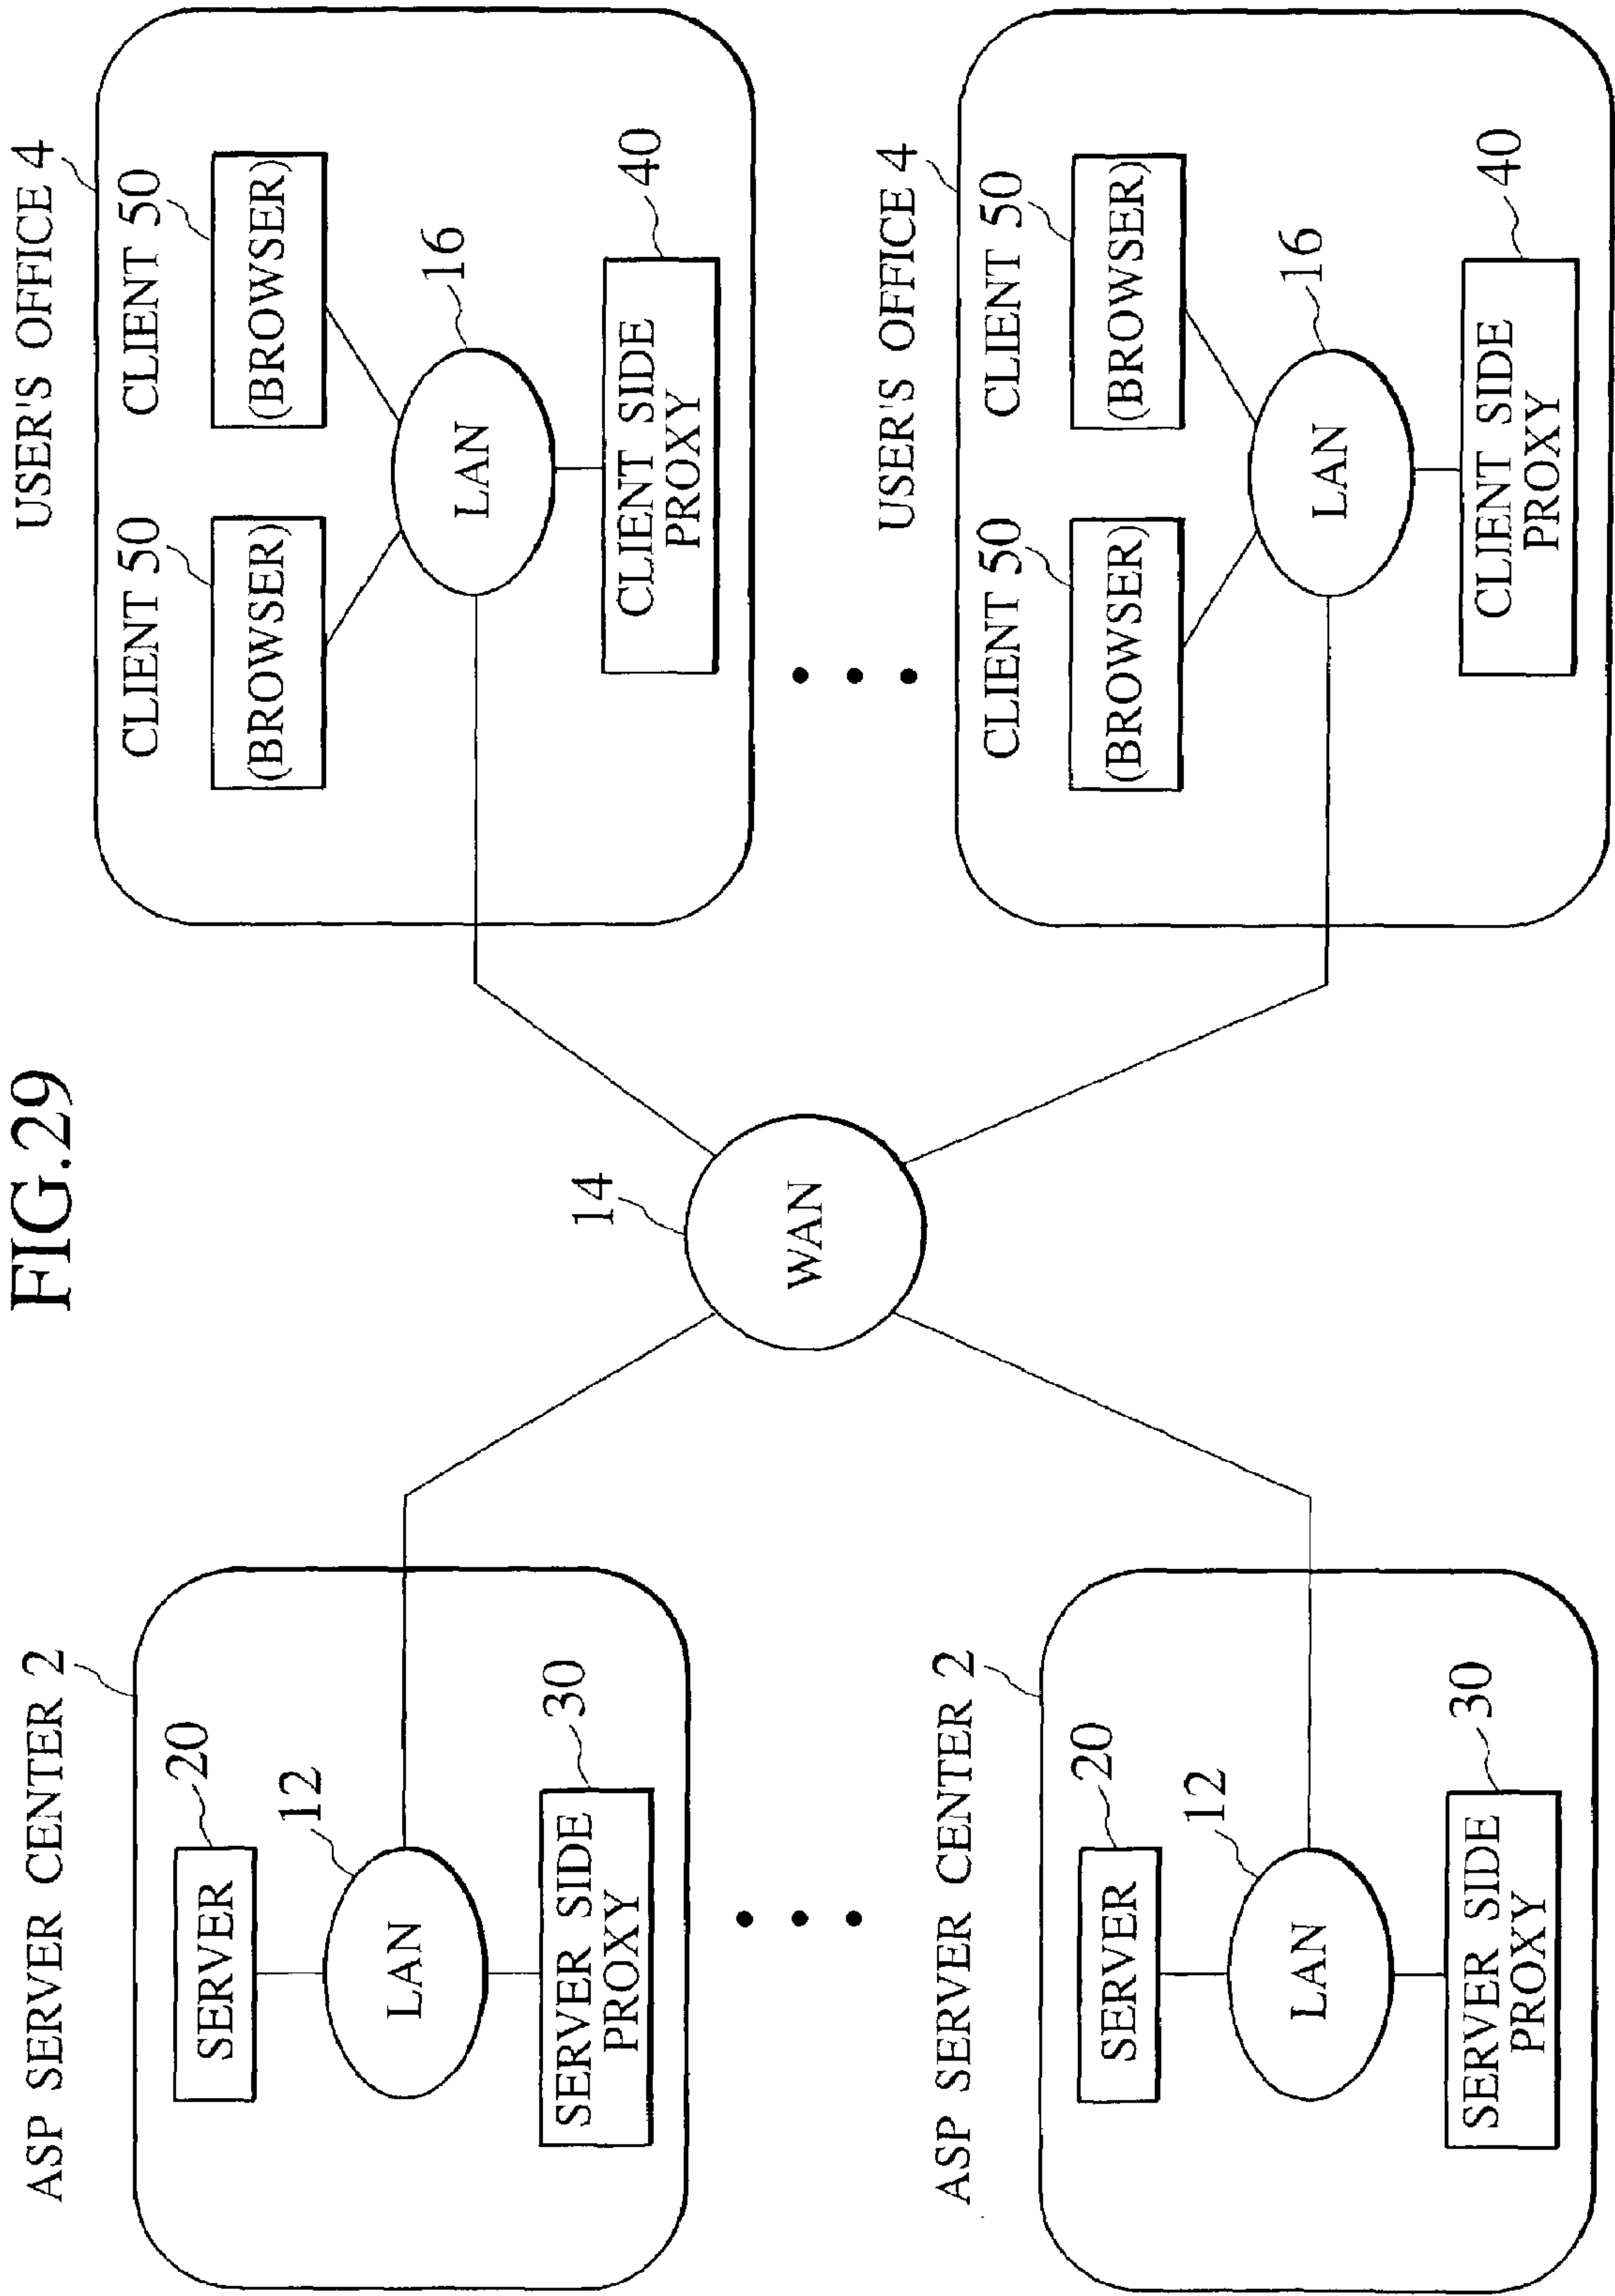 FIG.29
ASP SERVER CENTER 2
SERVER
20
12
LAN
30
SERVER SIDE
PROXY
ASP SERVER CENTER 2
SERVER
20
12
LAN
30
SERVER SIDE
PROXY
14
WAN
USER'S OFFICE 4
CLIENT 50
(BROWSER)
CLIENT 50
(BROWSER)
16
LAN
40
CLIENT SIDE
PROXY
USER'S OFFICE 4
CLIENT 50
(BROWSER)
CLIENT 50
(BROWSER)
16
LAN
40
CLIENT SIDE
PROXY